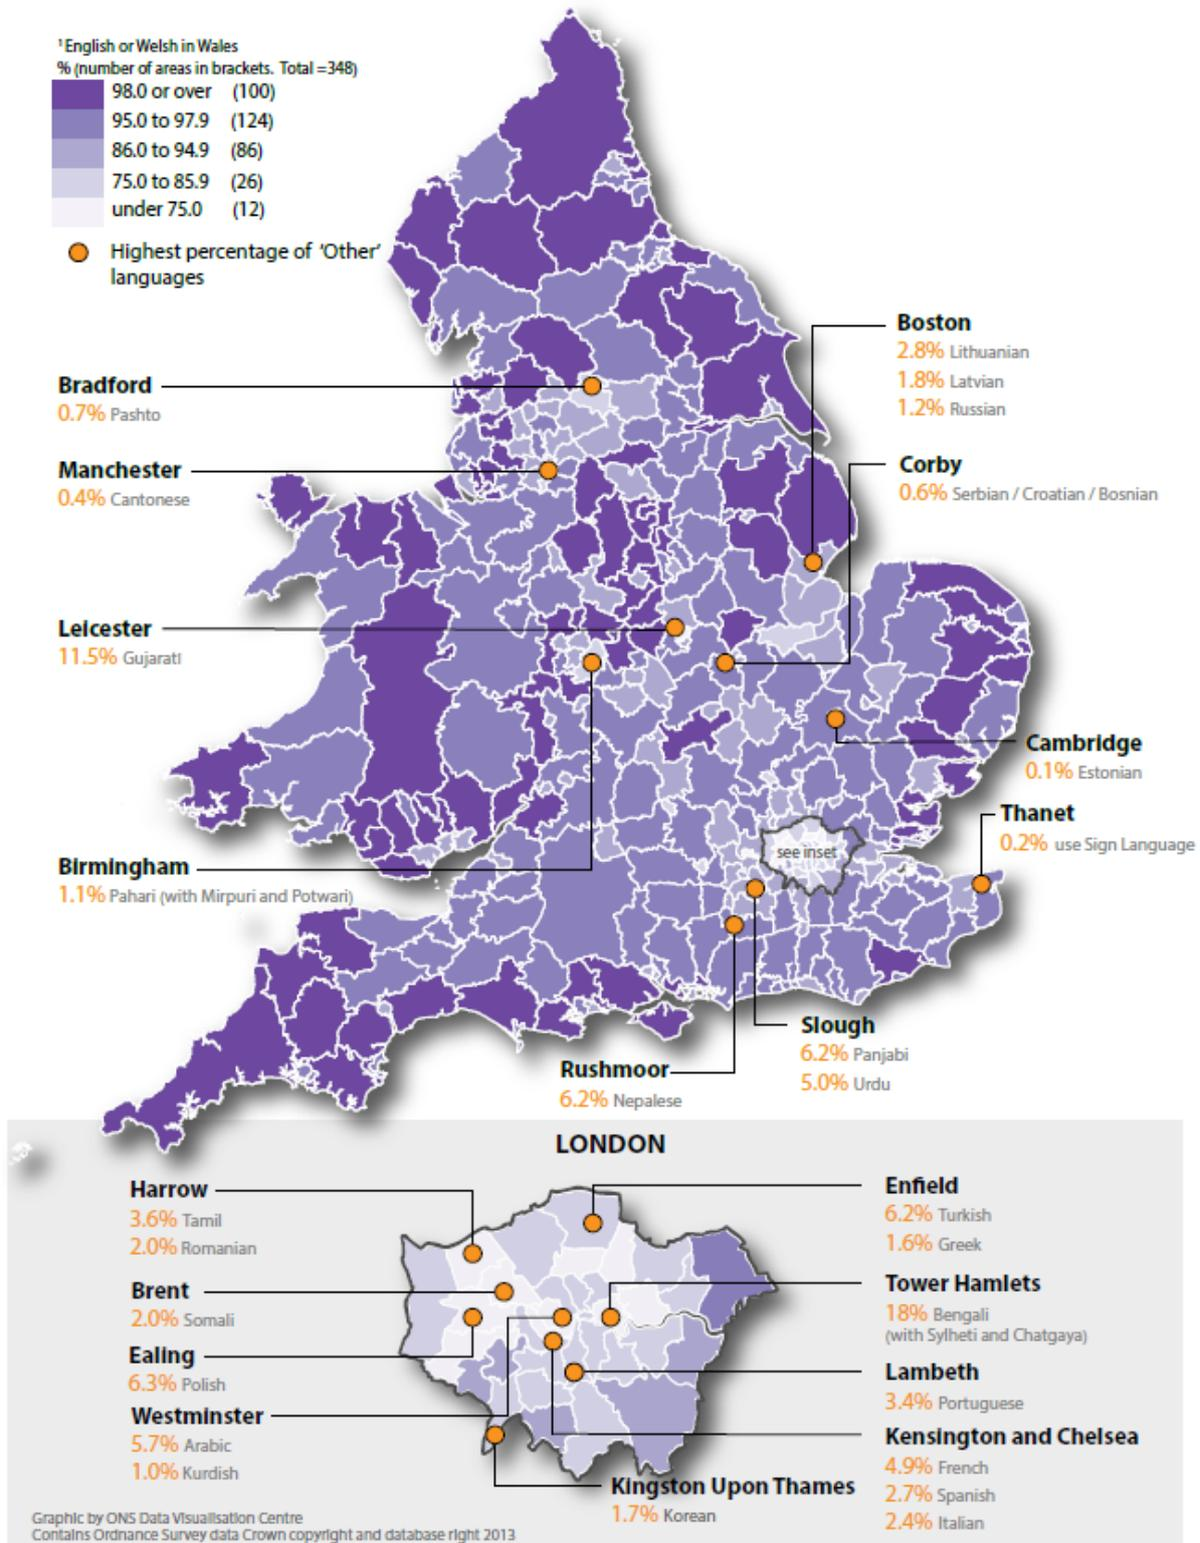 ¹English or Welsh in Wales
% (number of areas in brackets. Total =348)
98.0 or over (100)
95.0 to 97.9 (124)
86.0 to 94.9 (86)
75.0 to 85.9 (26)
under 75.0 (12)
Highest percentage of 'Other'
languages
Boston
2.8% Lithuanian
1.8% Latvian
1.2% Russian
Bradford
0.7% Pashto
Manchester
0.4% Cantonese
Corby
0.6% Serbian / Croatian / Bosnian
Leicester
11.5% Gujarati
Cambridge
0.1% Estonian
Thanet
0.2% use Sign Language
see inset
Birmingham
1.1% Pahari (with Mirpuri and Potwari)
Slough
6.2% Panjabi
5.0% Urdu
Rushmoor
6.2% Nepalese
LONDON
Harrow
3.6% Tamil
2.0% Romanian
Brent
2.0% Somali
Ealing
6.3% Polish
Westminster
5.7% Arabic
1.0% Kurdish
Enfield
6.2% Turkish
1.6% Greek
Tower Hamlets
18% Bengali
(with Sylheti and Chatgaya)
Lambeth
3.4% Portuguese
Kensington and Chelsea
4.9% French
2.7% Spanish
2.4% Italian
Kingston Upon Thames
1.7% Korean
Graphic by ONS Data Visualisation Centre
Contains Ordnance Survey data Crown copyright and database right 2013